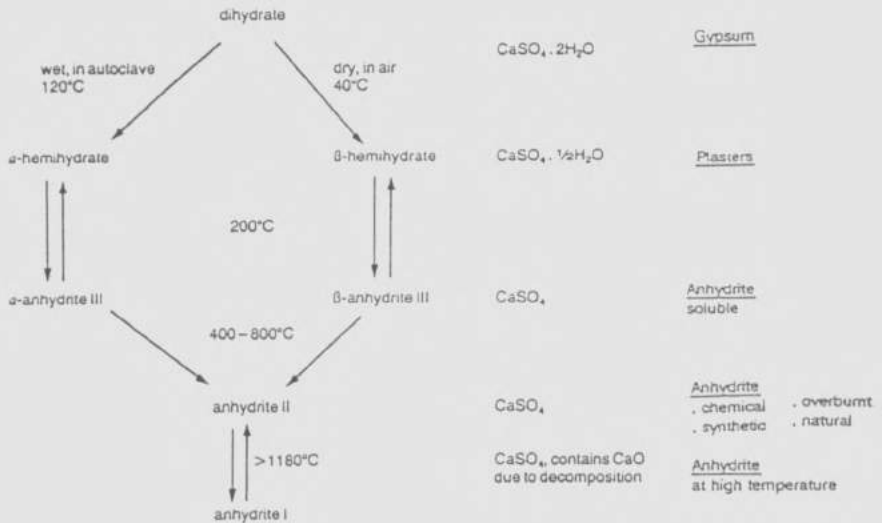 dihydrate
CaSO₄ . 2H₂O
Gypsum
wet, in autoclave
120°C
dry, in air
40°C
α-hemihydrate
β-hemihydrate
CaSO₄ . ½H₂O
Plasters
200°C
α-anhydrite III
β-anhydrite III
CaSO₄
Anhydrite
soluble
400–800°C
anhydrite II
CaSO₄
Anhydrite
. chemical . overburnt
. synthetic . natural
>1180°C
CaSO₄, contains CaO
due to decomposition
Anhydrite
at high temperature
anhydrite I